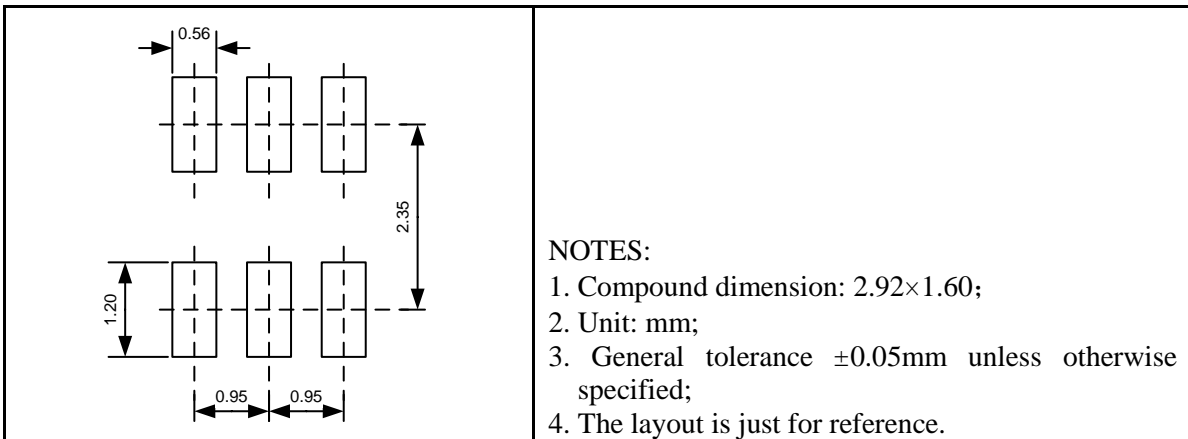 0.56
2.35
1.20
0.95
0.95
NOTES:
1. Compound dimension: 2.92×1.60；
2. Unit: mm;
3. General tolerance ±0.05mm unless otherwise
specified;
4. The layout is just for reference.